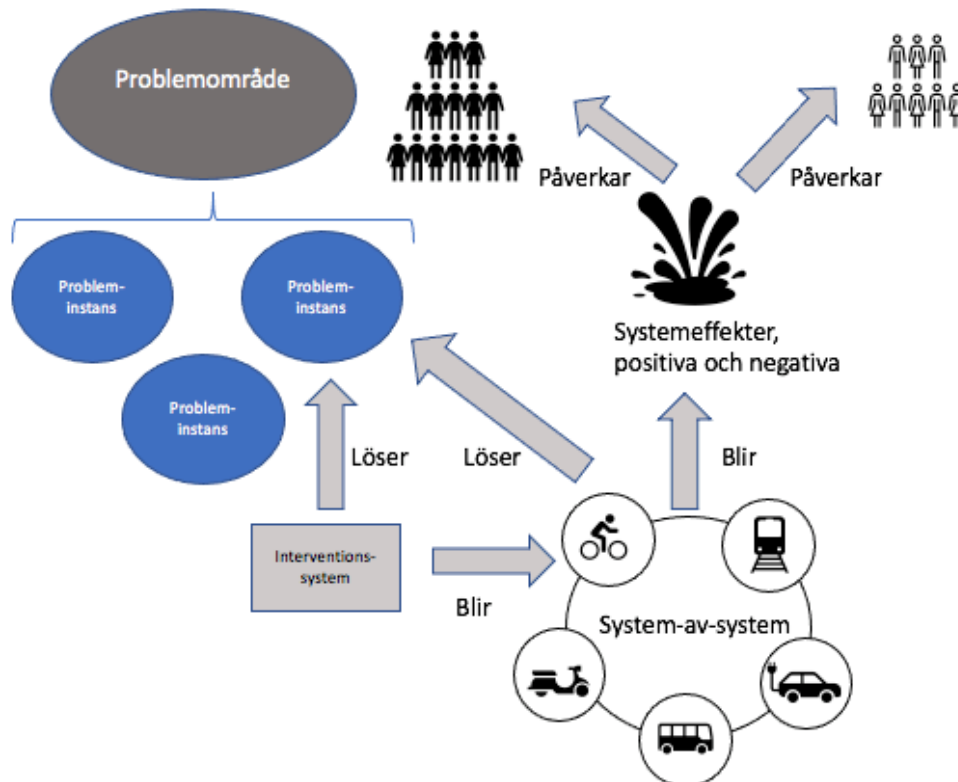 Problemområde
Påverkar
Påverkar
Problem-
instans
Problem-
instans
Problem-
instans
Systemeffekter,
positiva och negativa
Löser
Löser
Blir
Interventions-
system
Blir
System-av-system